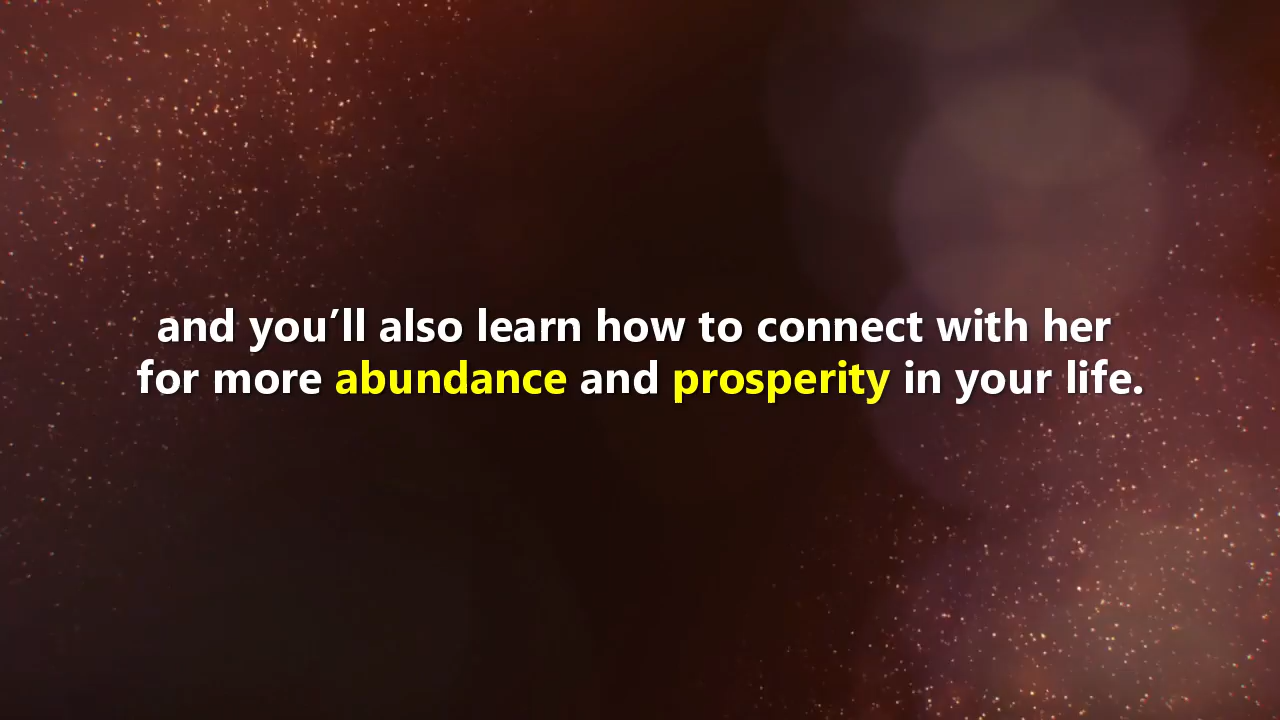 and you’ll also learn how to connect with her
for more abundance and prosperity in your life.